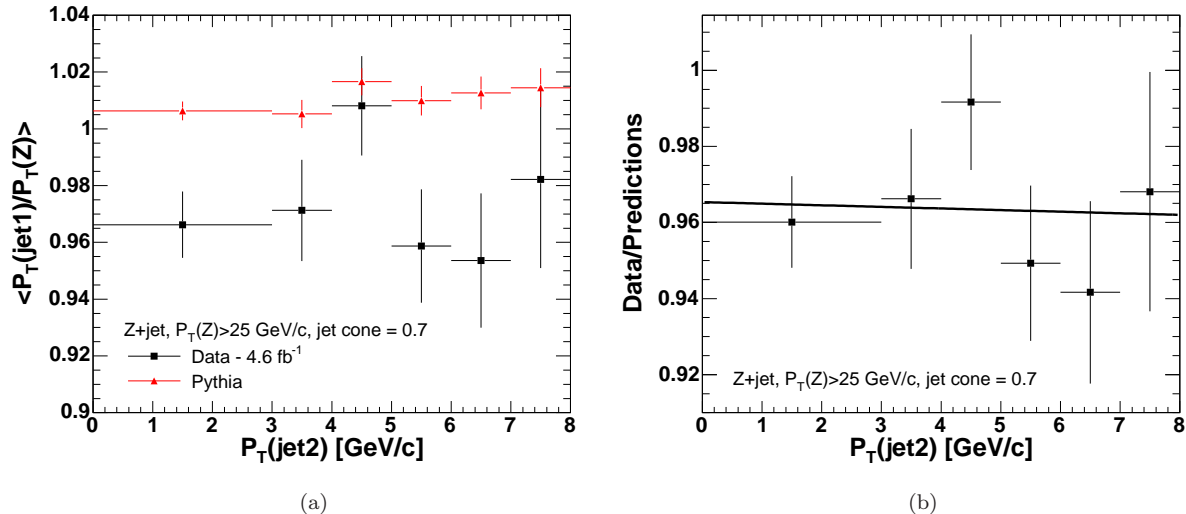 1.04
1.02
1
0.98
0.96
0.94
0.92
0.9
<P_T(jet1)/P_T(Z)>
Z+jet, P_T(Z)>25 GeV/c, jet cone = 0.7
Data - 4.6 fb^-1
Pythia
0 1 2 3 4 5 6 7 8
P_T(jet2) [GeV/c]
(a)
1
0.98
0.96
0.94
0.92
Data/Predictions
Z+jet, P_T(Z)>25 GeV/c, jet cone = 0.7
0 1 2 3 4 5 6 7 8
P_T(jet2) [GeV/c]
(b)